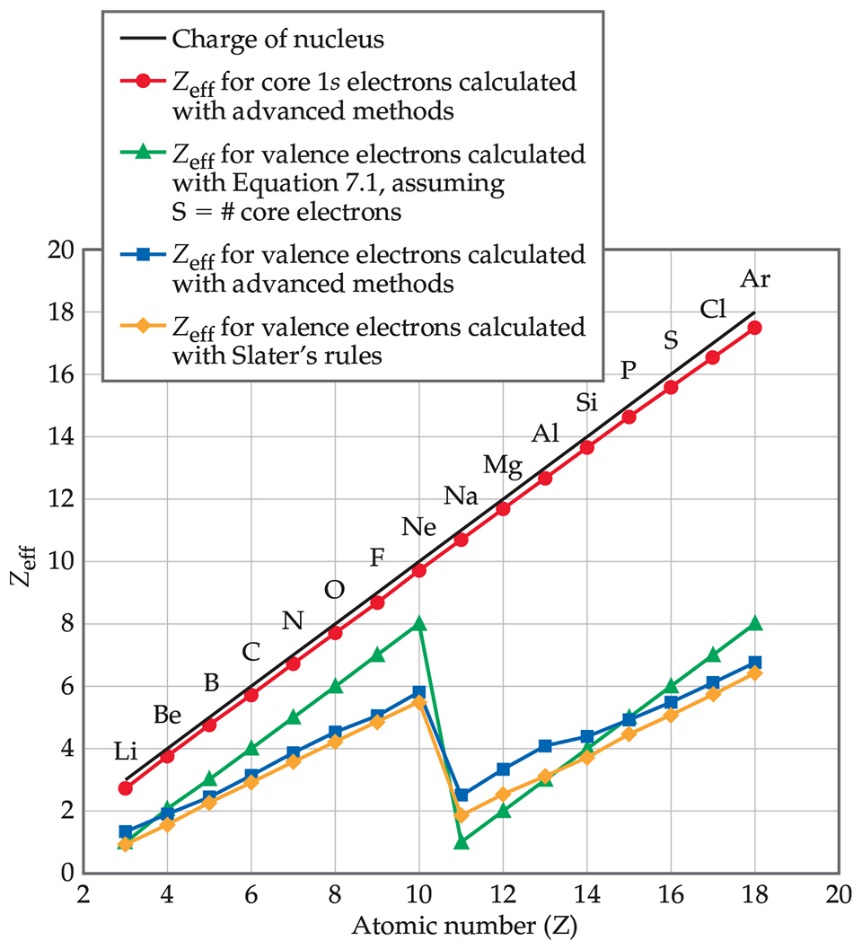 Charge of nucleus
Zeff for core 1s electrons calculated
with advanced methods
Zeff for valence electrons calculated
with Equation 7.1, assuming
S = # core electrons
Zeff for valence electrons calculated
with advanced methods
Zeff for valence electrons calculated
with Slater's rules
20
18
16
14
12
10
8
6
4
2
0
Zeff
Li
Be
B
C
N
O
F
Ne
Na
Mg
Al
Si
P
S
Cl
Ar
2
4
6
8
10
12
14
16
18
20
Atomic number (Z)